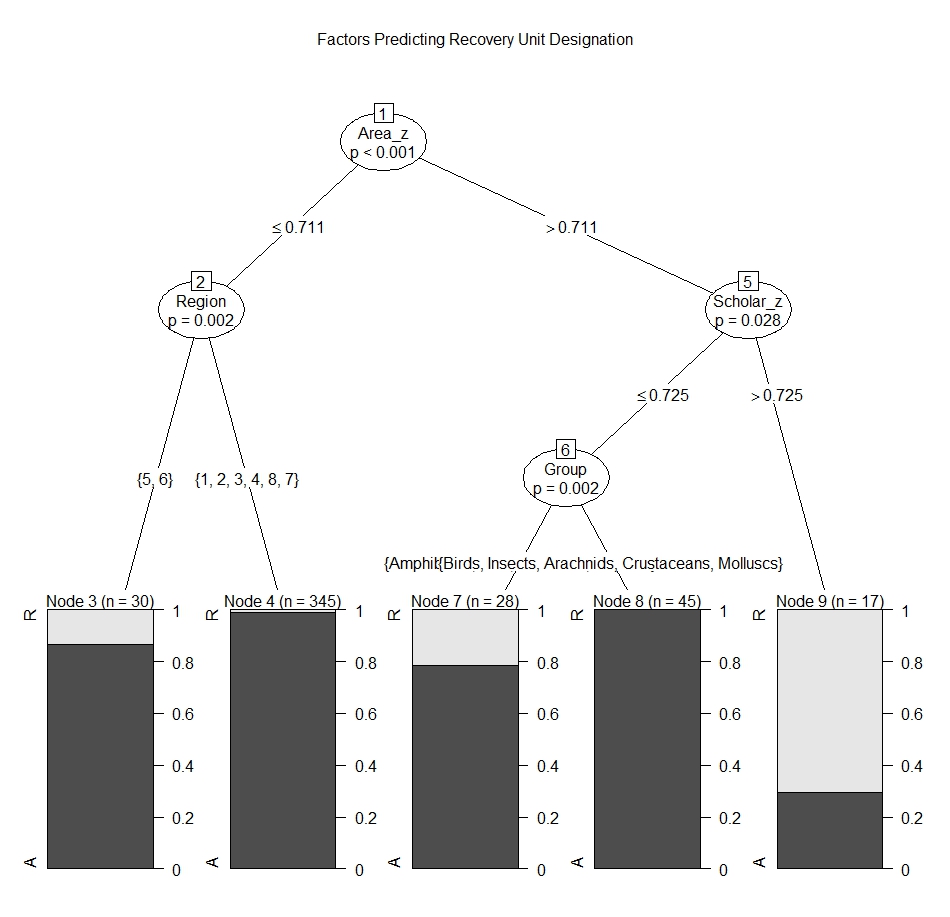 Factors Predicting Recovery Unit Designation
1
Area_z
p < 0.001
≤ 0.711
> 0.711
2
Region
p = 0.002
5
Scholar_z
p = 0.028
≤ 0.725
> 0.725
6
Group
p = 0.002
{5, 6}
{1, 2, 3, 4, 8, 7}
{Birds, Insects, Arachnids, Crustaceans, Molluscs}
Node 3 (n = 30)
R
A
1
0.8
0.6
0.4
0.2
0
Node 4 (n = 345)
R
A
1
0.8
0.6
0.4
0.2
0
Node 7 (n = 28)
R
A
1
0.8
0.6
0.4
0.2
0
Node 8 (n = 45)
R
A
1
0.8
0.6
0.4
0.2
0
Node 9 (n = 17)
R
A
1
0.8
0.6
0.4
0.2
0